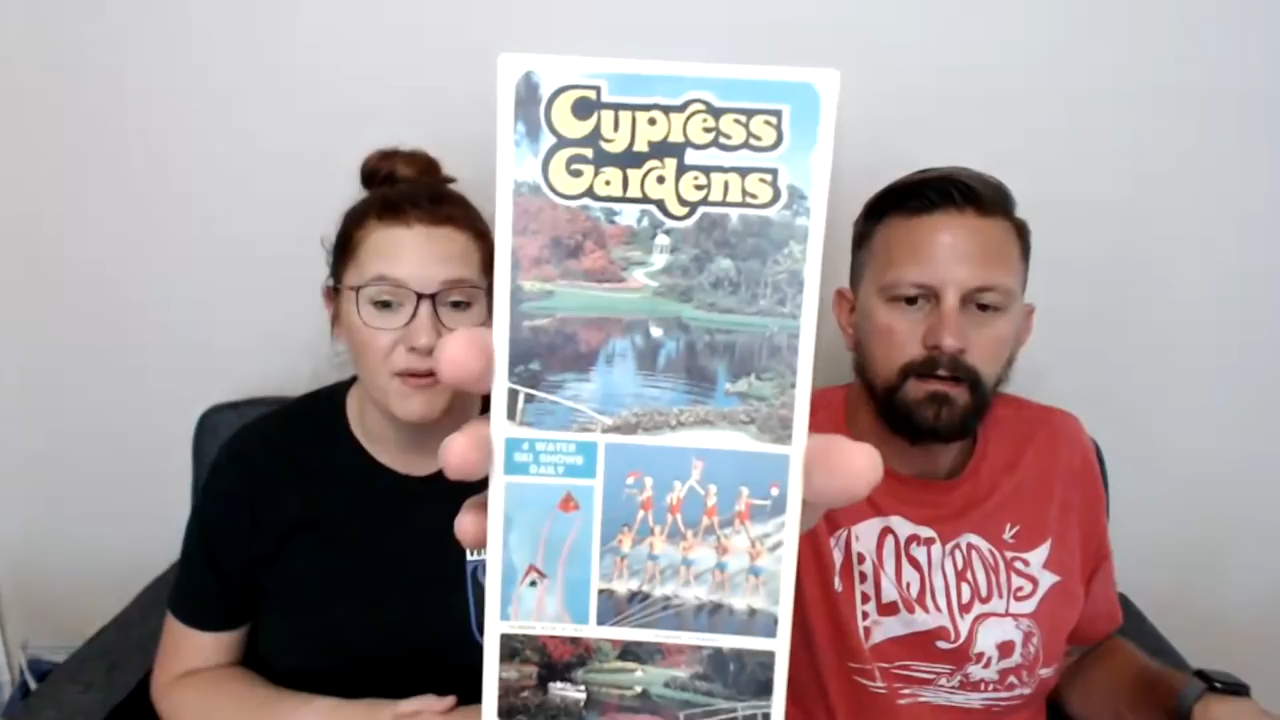 Cypress
Gardens
4 WATER
SKI SHOWS
DAILY
LOST BOYS